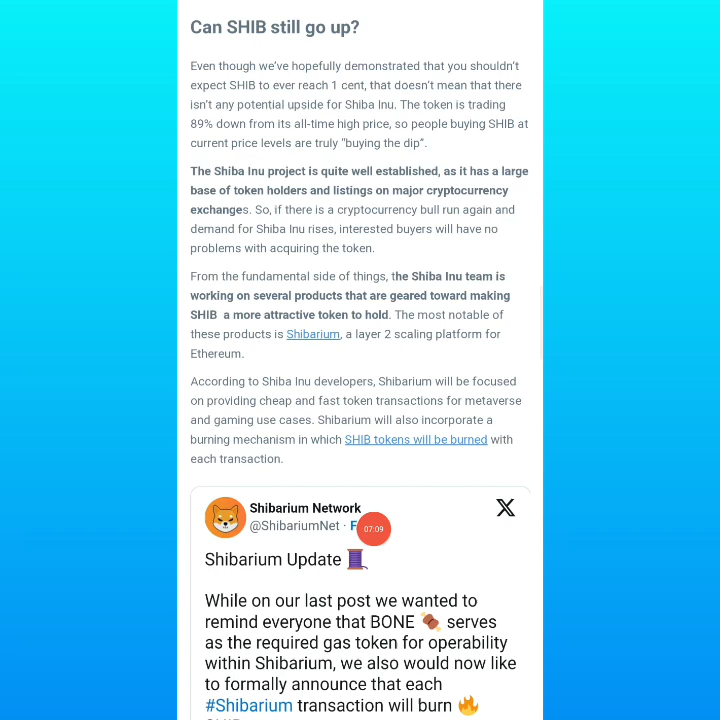 Can SHIB still go up?
Even though we've hopefully demonstrated that you shouldn't
expect SHIB to ever reach 1 cent, that doesn't mean that there
isn't any potential upside for Shiba Inu. The token is trading
89% down from its all-time high price, so people buying SHIB at
current price levels are truly “buying the dip”.
The Shiba Inu project is quite well established, as it has a large
base of token holders and listings on major cryptocurrency
exchanges. So, if there is a cryptocurrency bull run again and
demand for Shiba Inu rises, interested buyers will have no
problems with acquiring the token.
From the fundamental side of things, the Shiba Inu team is
working on several products that are geared toward making
SHIB a more attractive token to hold. The most notable of
these products is Shibarium, a layer 2 scaling platform for
Ethereum.
According to Shiba Inu developers, Shibarium will be focused
on providing cheap and fast token transactions for metaverse
and gaming use cases. Shibarium will also incorporate a
burning mechanism in which SHIB tokens will be burned with
each transaction.
Shibarium Network
@ShibariumNet · F
07:09
Shibarium Update 🧵
While on our last post we wanted to
remind everyone that BONE 🍖 serves
as the required gas token for operability
within Shibarium, we also would now like
to formally announce that each
#Shibarium transaction will burn 🔥